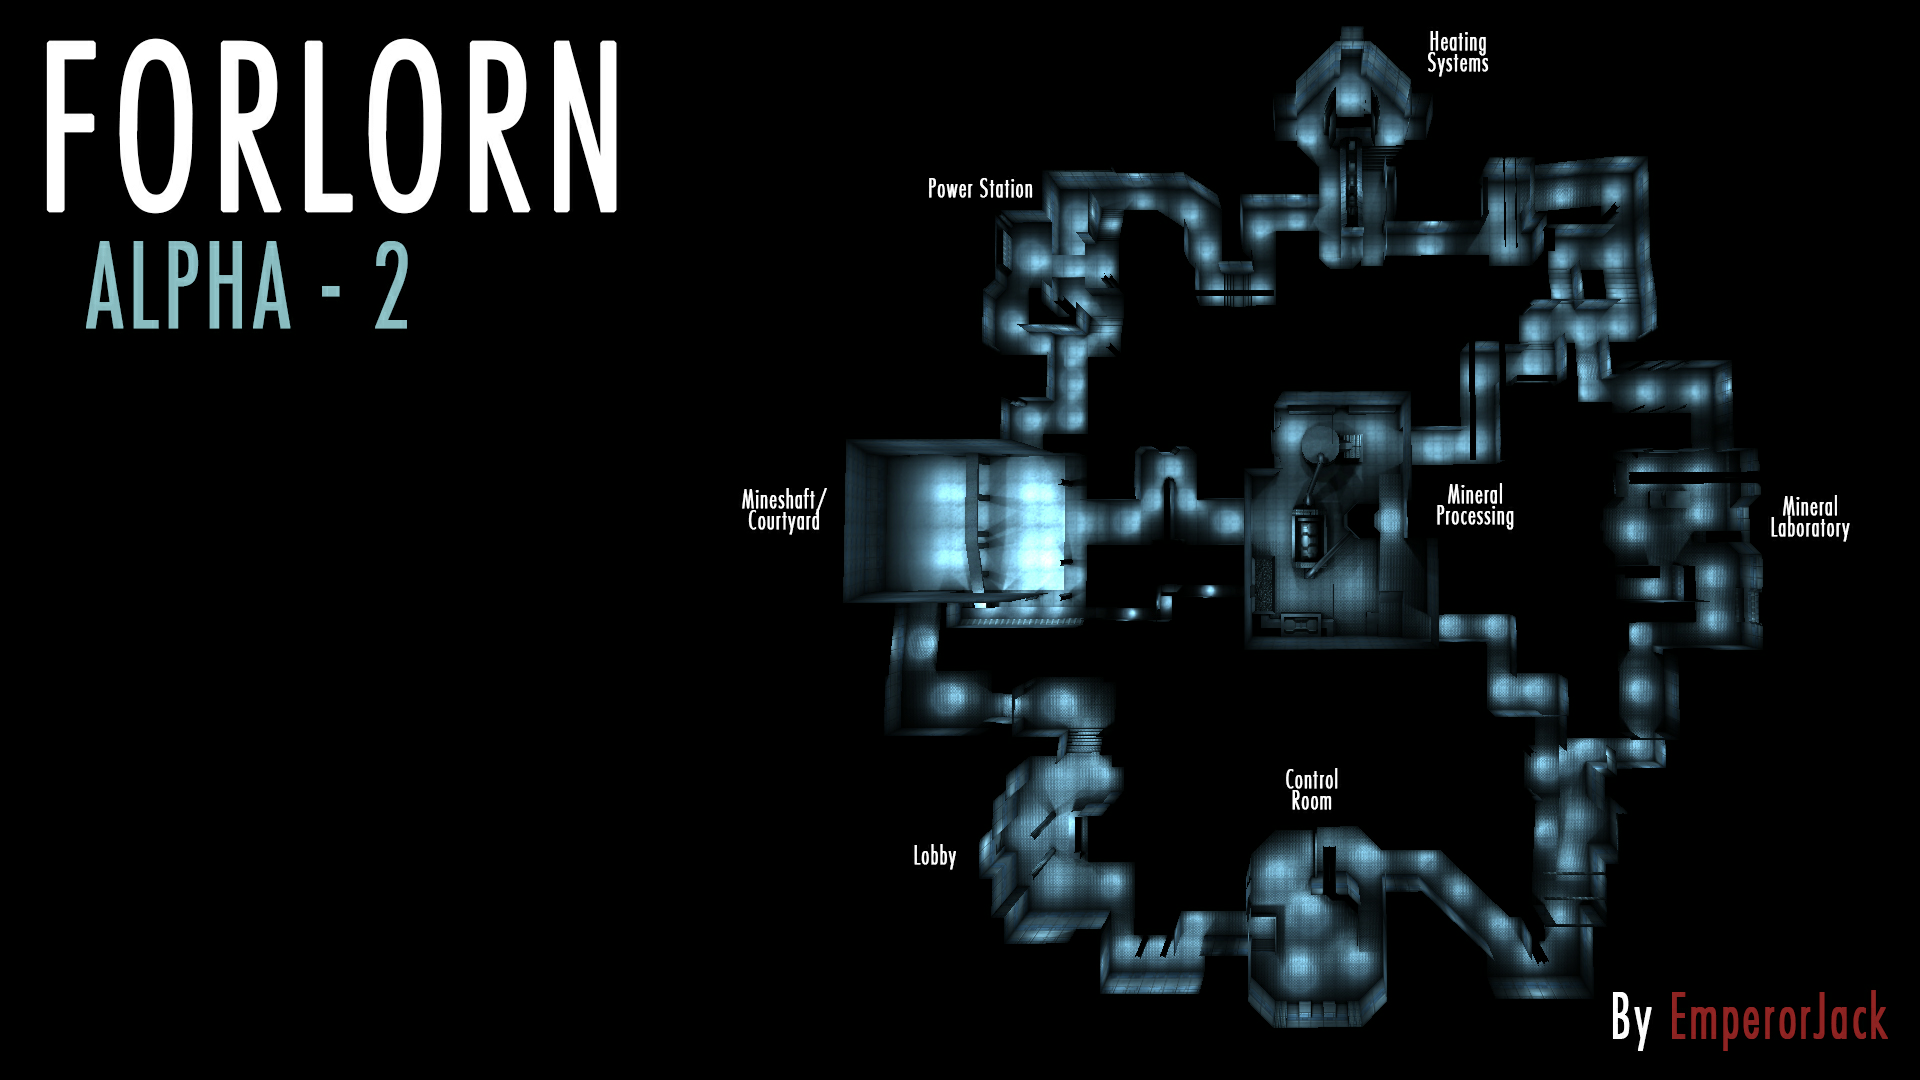 FORLORN
ALPHA - 2
Heating
Systems
Power Station
Mineshaft/
Courtyard
Mineral
Processing
Mineral
Laboratory
Control
Room
Lobby
By EmperorJack